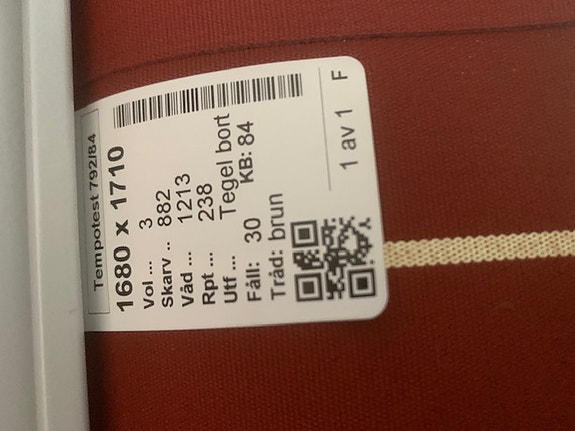 Tempotest 792/84
1680 x 1710
Vol ... 3
Skarv .. 882
Våd ... 1213
Rpt ... 238
Utf ... Tegel bort
Fåll: 30 KB: 84
Tråd: brun
1 av 1 F